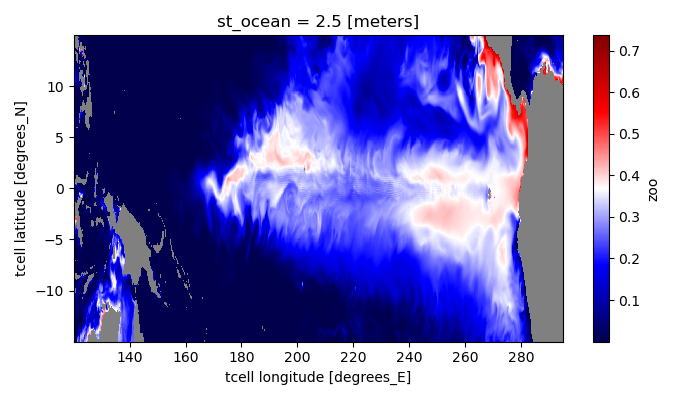 st_ocean = 2.5 [meters]
10
5
0
−5
−10
tcell latitude [degrees_N]
140 160 180 200 220 240 260 280
tcell longitude [degrees_E]
0.7
0.6
0.5
0.4
0.3
0.2
0.1
zoo